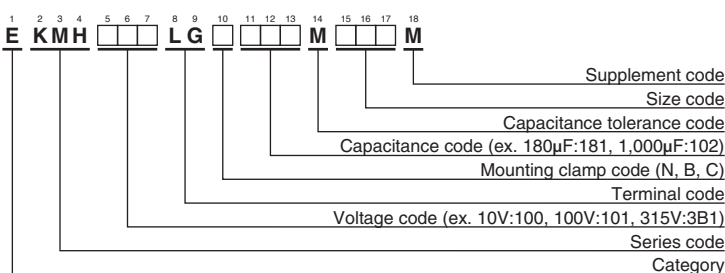 1 2 3 4 5 6 7 8 9 10 11 12 13 14 15 16 17 18
E KMH □□□ LG □ □□□ M □□□ M
Supplement code
Size code
Capacitance tolerance code
Capacitance code (ex. 180µF:181, 1,000µF:102)
Mounting clamp code (N, B, C)
Terminal code
Voltage code (ex. 10V:100, 100V:101, 315V:3B1)
Series code
Category